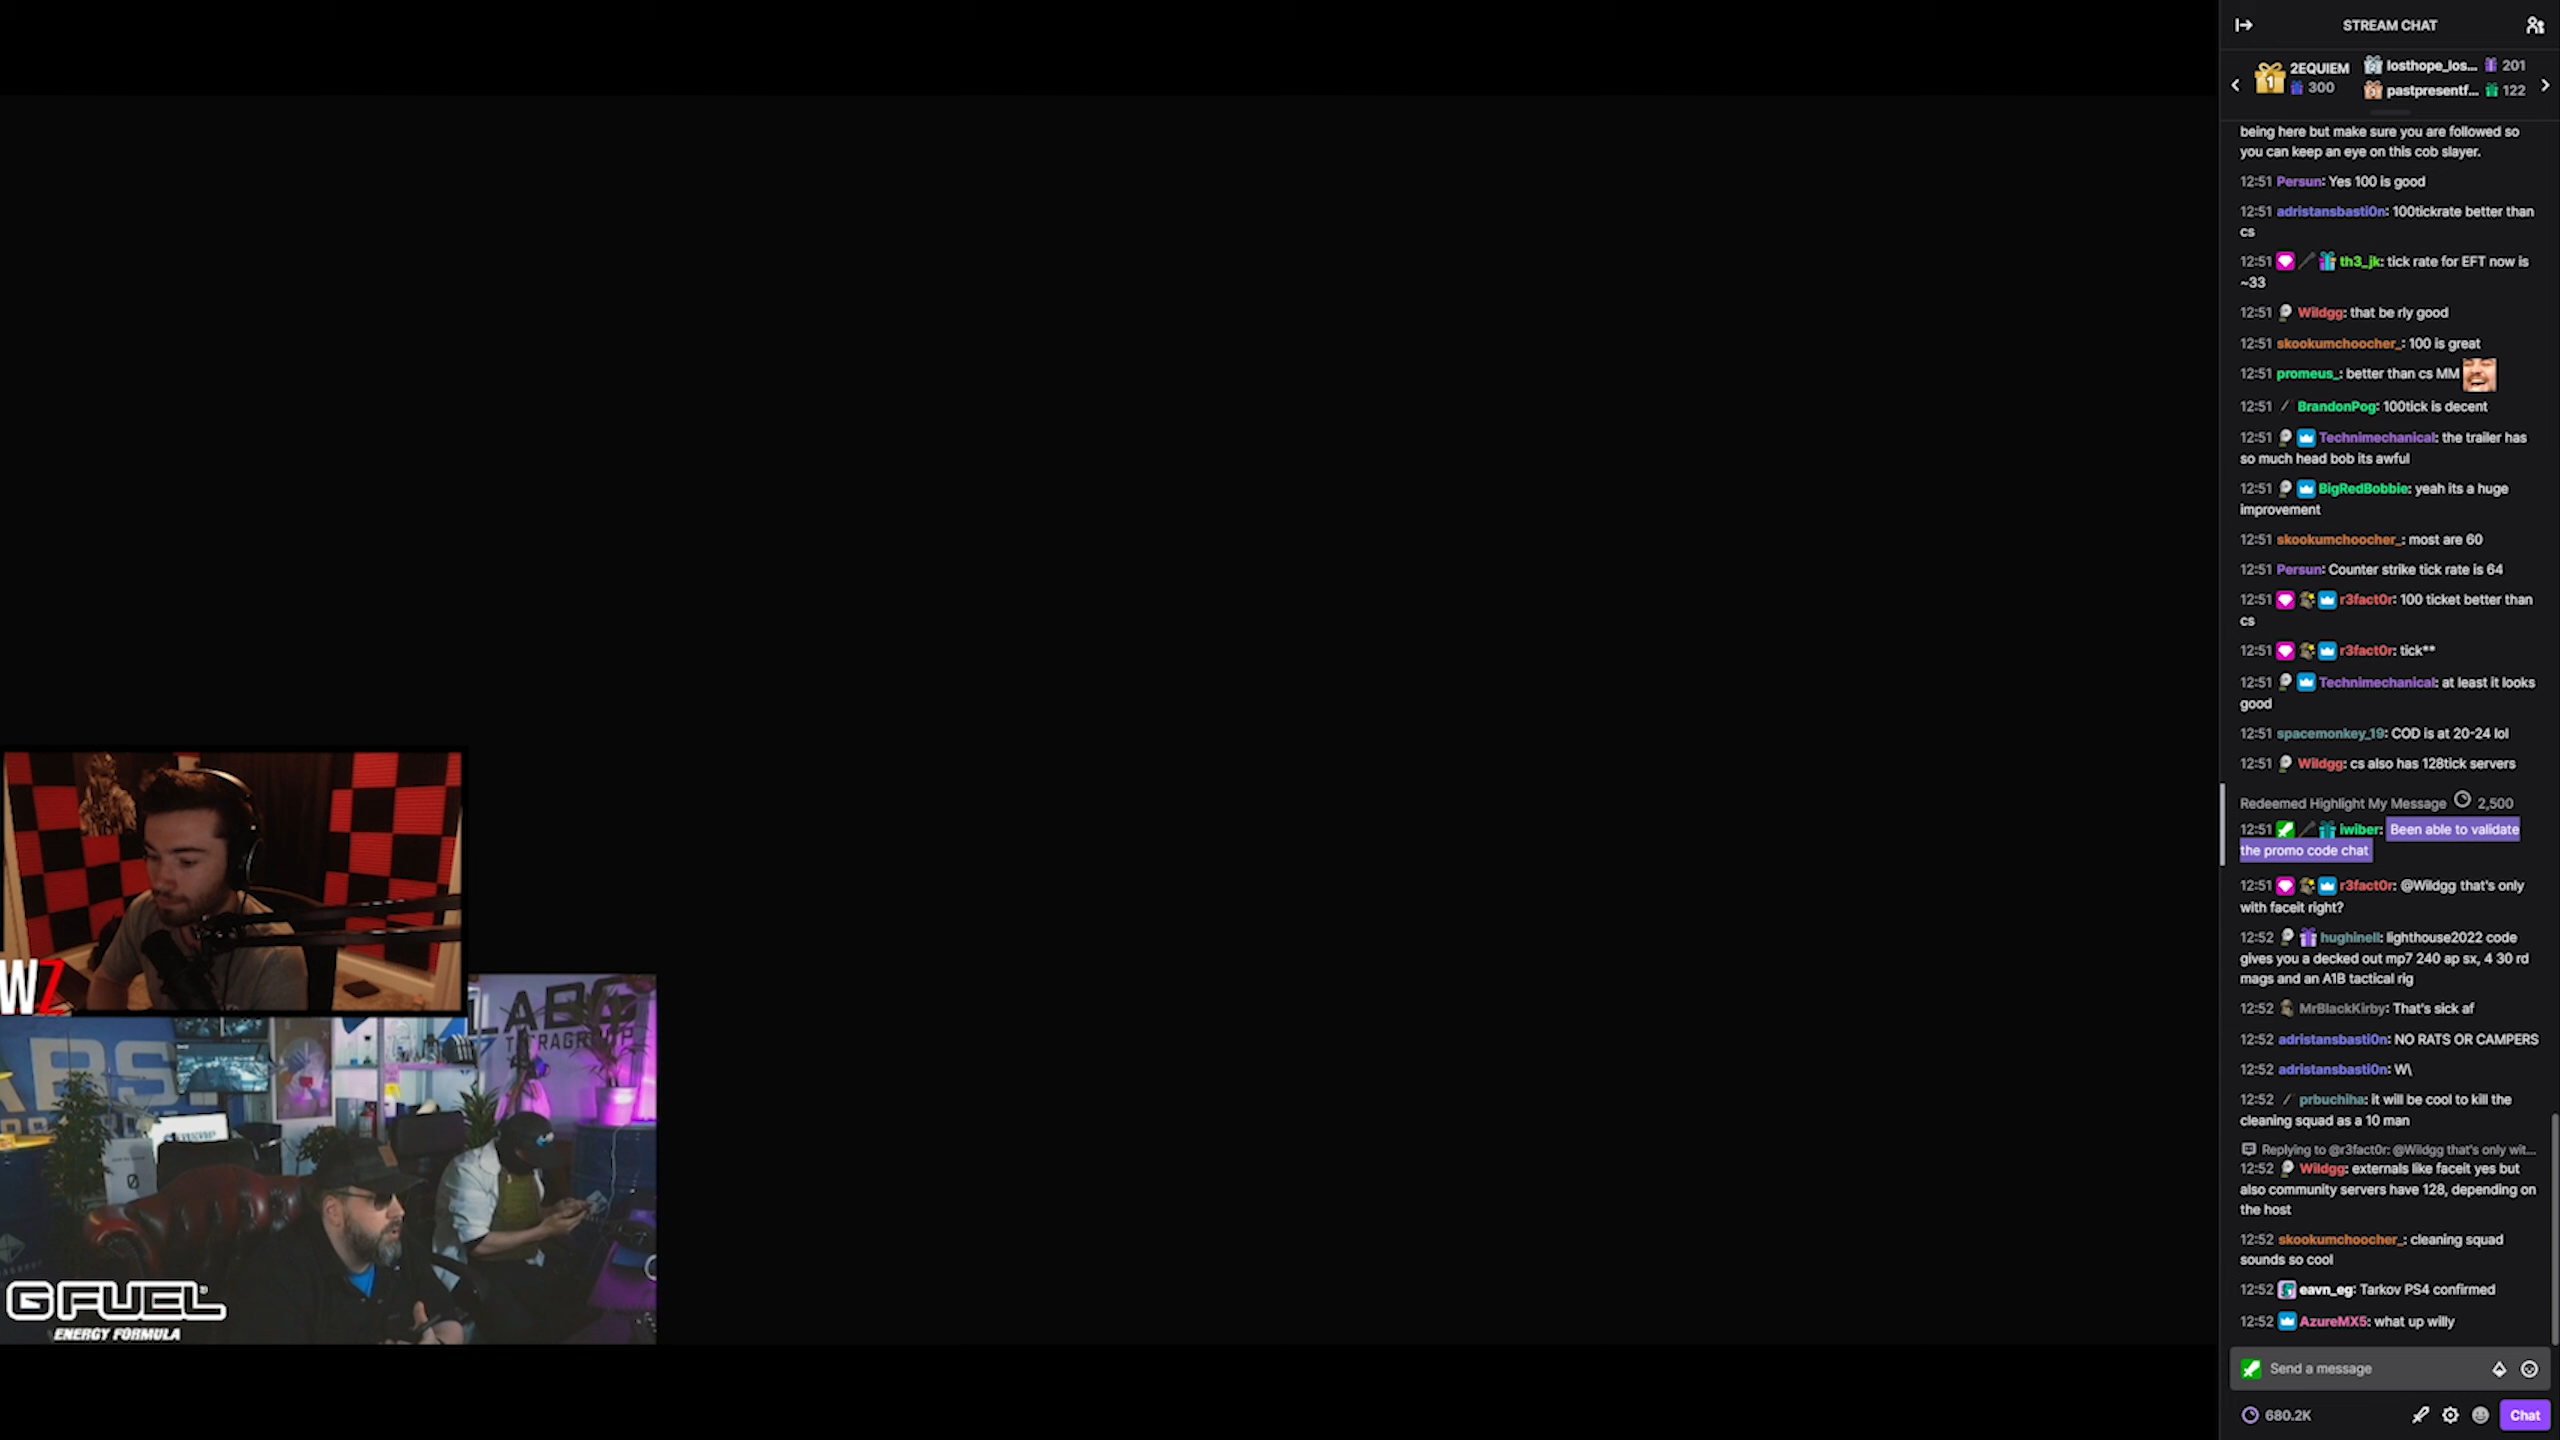 STREAM CHAT
2EQUIEM
300
losthope_los... 201
pastpresentf... 122
being here but make sure you are followed so
you can keep an eye on this cob slayer.
12:51 Persun: Yes 100 is good
12:51 adristansbasti0n: 100tickrate better than
cs
12:51 th3_jk: tick rate for EFT now is
~33
12:51 Wildgg: that be rly good
12:51 skookumchoocher_: 100 is great
12:51 promeus_: better than cs MM
12:51 BrandonPog: 100tick is decent
12:51 Technimechanical: the trailer has
so much head bob its awful
12:51 BigRedBobbie: yeah its a huge
improvement
12:51 skookumchoocher_: most are 60
12:51 Persun: Counter strike tick rate is 64
12:51 r3fact0r: 100 ticket better than
cs
12:51 r3fact0r: tick**
12:51 Technimechanical: at least it looks
good
12:51 spacemonkey_19: COD is at 20-24 lol
12:51 Wildgg: cs also has 128tick servers
Redeemed Highlight My Message 2,500
12:51 iwiber: Been able to validate
the promo code chat
12:51 r3fact0r: @Wildgg that's only
with faceit right?
12:52 hughinell: lighthouse2022 code
gives you a decked out mp7 240 ap sx, 4 30 rd
mags and an A1B tactical rig
12:52 MrBlackKirby: That's sick af
12:52 adristansbasti0n: NO RATS OR CAMPERS
12:52 adristansbasti0n: W\
12:52 prbuchiha: it will be cool to kill the
cleaning squad as a 10 man
Replying to @r3fact0r: @Wildgg that's only wit...
12:52 Wildgg: externals like faceit yes but
also community servers have 128, depending on
the host
12:52 skookumchoocher_: cleaning squad
sounds so cool
12:52 eavn_eg: Tarkov PS4 confirmed
12:52 AzureMX5: what up willy
Send a message
680.2K
Chat
WZ
LABS
G FUEL
ENERGY FORMULA